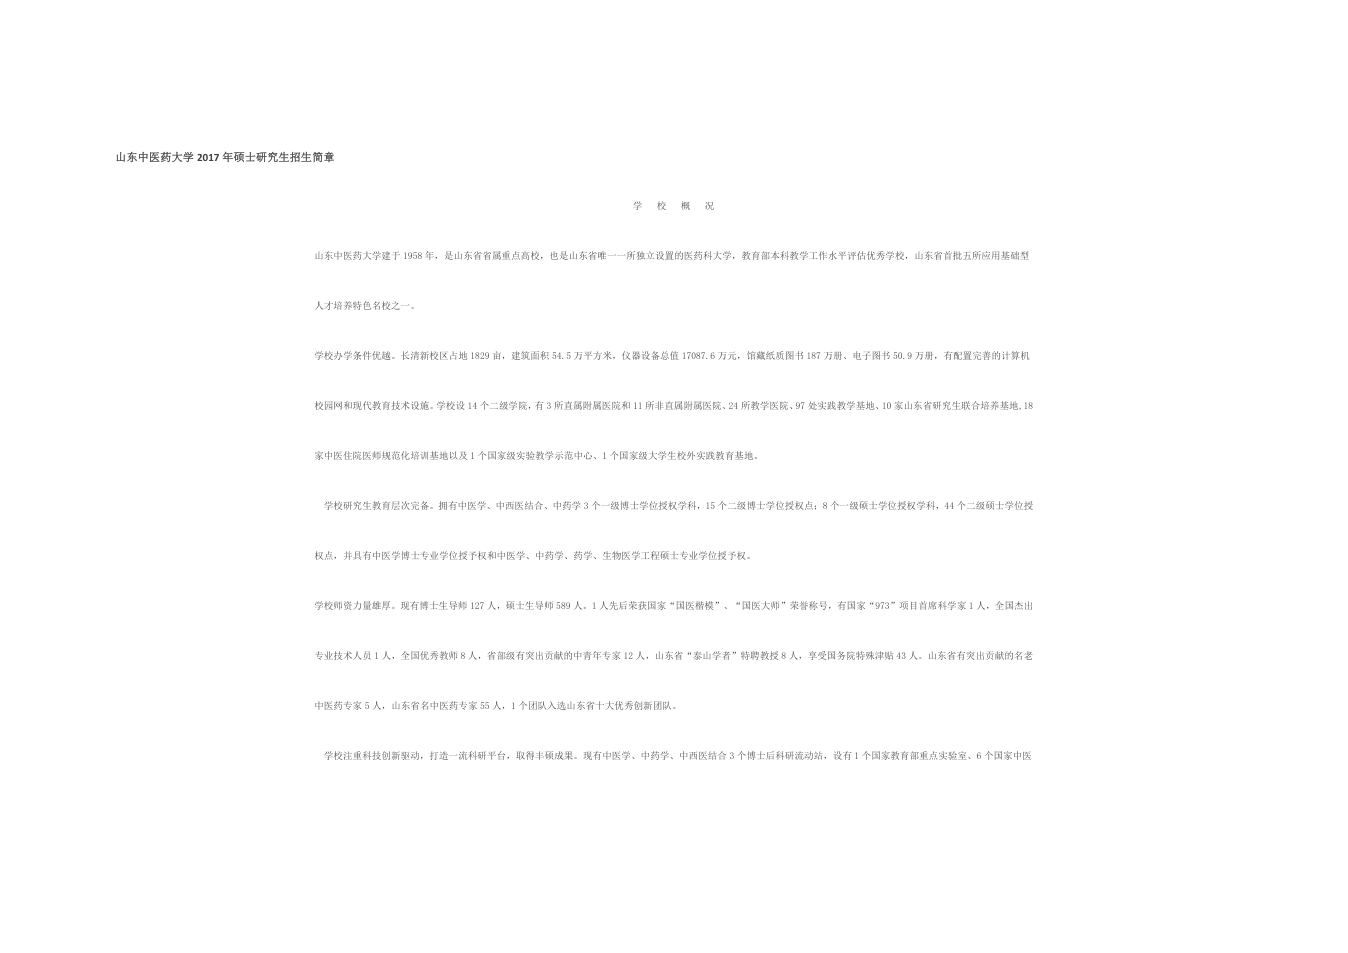 山东中医药大学 2017 年硕士研究生招生简章
学 校 概 况
山东中医药大学建于 1958 年，是山东省省属重点高校，也是山东省唯一一所独立设置的医药科大学，教育部本科教学工作水平评估优秀学校，山东省首批五所应用基础型
人才培养特色名校之一。
学校办学条件优越。长清新校区占地 1829 亩，建筑面积 54.5 万平方米，仪器设备总值 17087.6 万元，馆藏纸质图书 187 万册、电子图书 50.9 万册，有配置完善的计算机
校园网和现代教育技术设施。学校设 14 个二级学院，有 3 所直属附属医院和 11 所非直属附属医院、24 所教学医院、97 处实践教学基地、10 家山东省研究生联合培养基地,18
家中医住院医师规范化培训基地以及 1 个国家级实验教学示范中心、1 个国家级大学生校外实践教育基地。
学校研究生教育层次完备。拥有中医学、中西医结合、中药学 3 个一级博士学位授权学科，15 个二级博士学位授权点；8 个一级硕士学位授权学科，44 个二级硕士学位授
权点，并具有中医学博士专业学位授予权和中医学、中药学、药学、生物医学工程硕士专业学位授予权。
学校师资力量雄厚。现有博士生导师 127 人，硕士生导师 589 人。1 人先后荣获国家“国医楷模”、“国医大师”荣誉称号，有国家“973”项目首席科学家 1 人，全国杰出
专业技术人员 1 人，全国优秀教师 8 人，省部级有突出贡献的中青年专家 12 人，山东省“泰山学者”特聘教授 8 人，享受国务院特殊津贴 43 人。山东省有突出贡献的名老
中医药专家 5 人，山东省名中医药专家 55 人，1 个团队入选山东省十大优秀创新团队。
学校注重科技创新驱动，打造一流科研平台，取得丰硕成果。现有中医学、中药学、中西医结合 3 个博士后科研流动站，设有 1 个国家教育部重点实验室、6 个国家中医